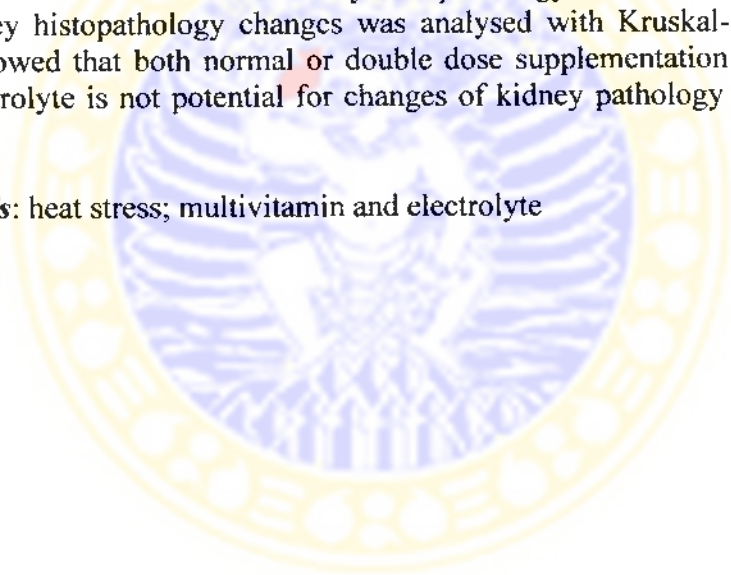 ey histopathology changes was analysed with Kruskal-
owed that both normal or double dose supplementation
rolyte is not potential for changes of kidney pathology
s: heat stress; multivitamin and electrolyte